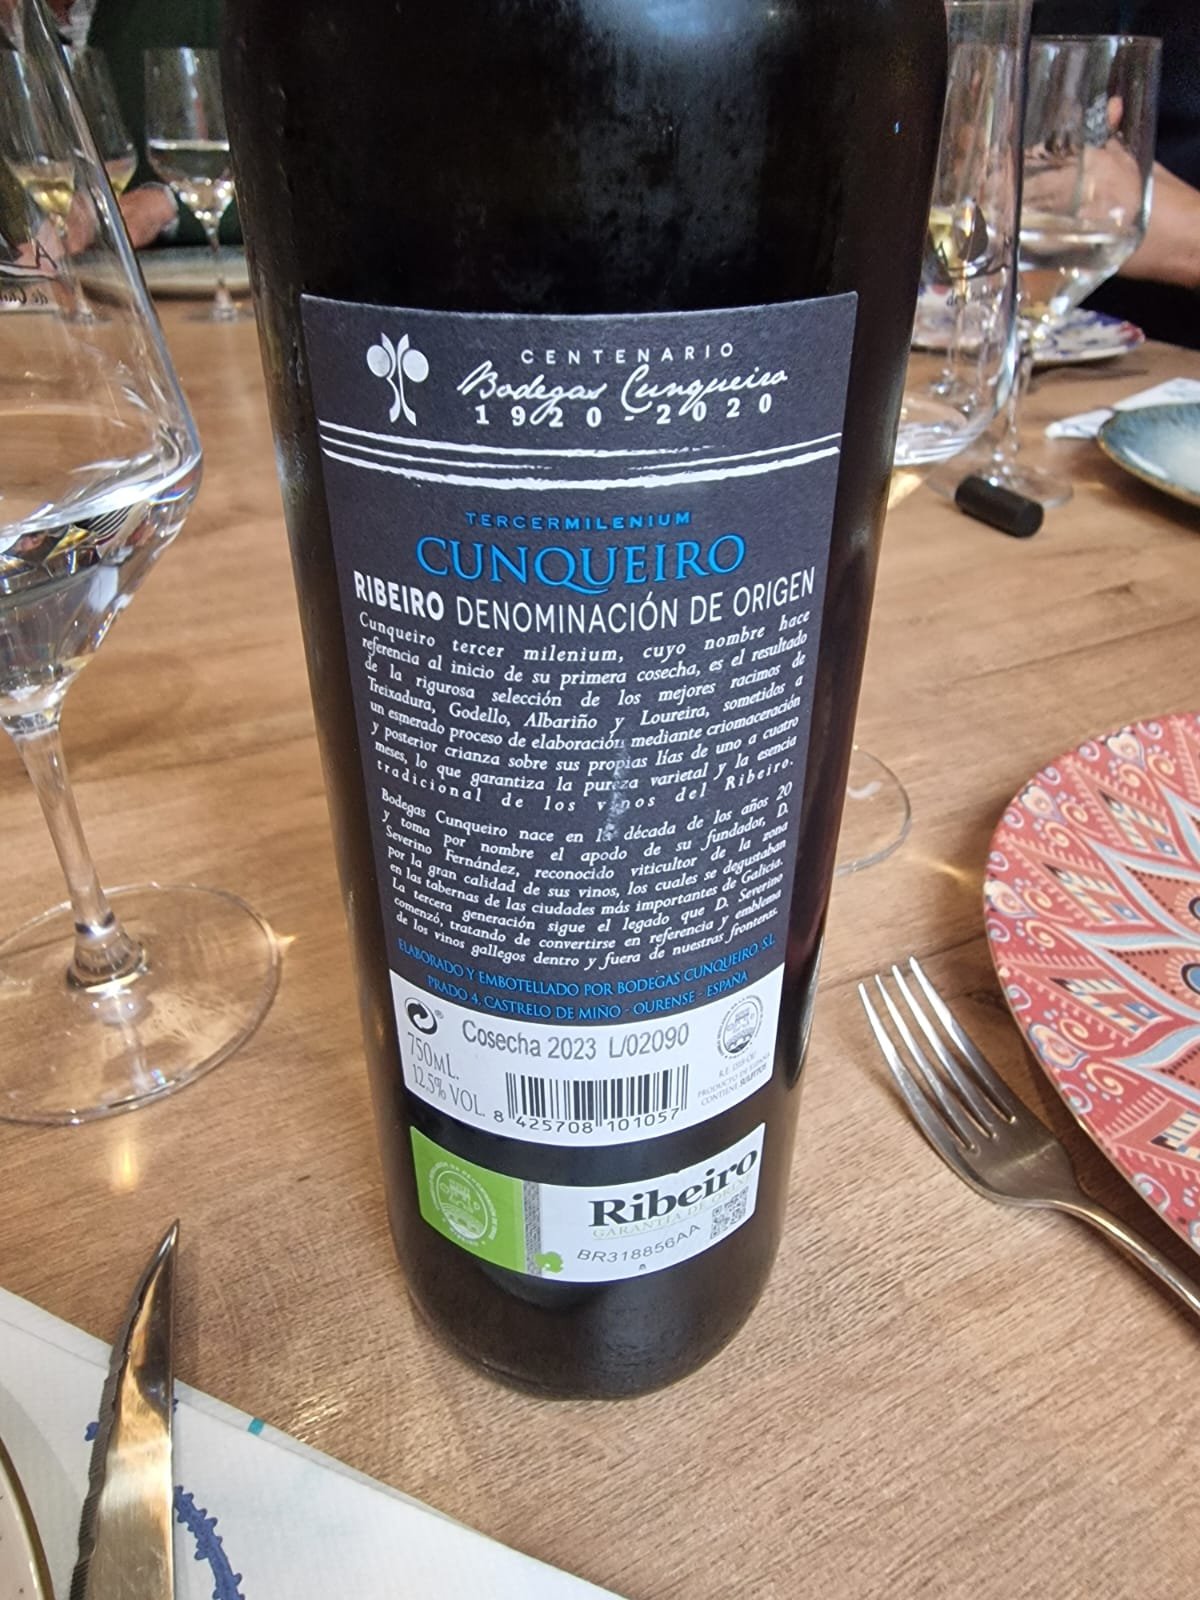 CENTENARIO
Bodegas Cunqueiro
1920-2020
TERCERMILENIUM
CUNQUEIRO
RIBEIRO DENOMINACIÓN DE ORIGEN
Cunqueiro tercer milenium, cuyo nombre hace
referencia al inicio de su primera cosecha, es el resultado
de la rigurosa selección de los mejores racimos de
Treixadura, Godello, Albariño y Loureira, sometidos a
un esmerado proceso de elaboración mediante criomaceración
y posterior crianza sobre sus propias lías de uno a cuatro
meses, lo que garantiza la pureza varietal y la esencia
tradicional de los vinos del Ribeiro.
Bodegas Cunqueiro nace en la década de los años 20
y toma por nombre el apodo de su fundador, D.
Severino Fernández, reconocido viticultor de la zona
por la gran calidad de sus vinos, los cuales se degustaban
en las tabernas de las ciudades más importantes de Galicia.
La tercera generación sigue el legado que D. Severino
comenzó, tratando de convertirse en referencia y emblema
de los vinos gallegos dentro y fuera de nuestras fronteras.
ELABORADO Y EMBOTELLADO POR BODEGAS CUNQUEIRO, S.L
PRADO 4, CASTRELO DE MIÑO - OURENSE - ESPAÑA
Cosecha 2023 L/02090
750mL.
12,5% VOL.
PRODUCTO DE ESPAÑA
CONTIENE SULFITOS
8 425708 101057
Ribeiro
GARANTÍA DE ORIXE
BR318856AA